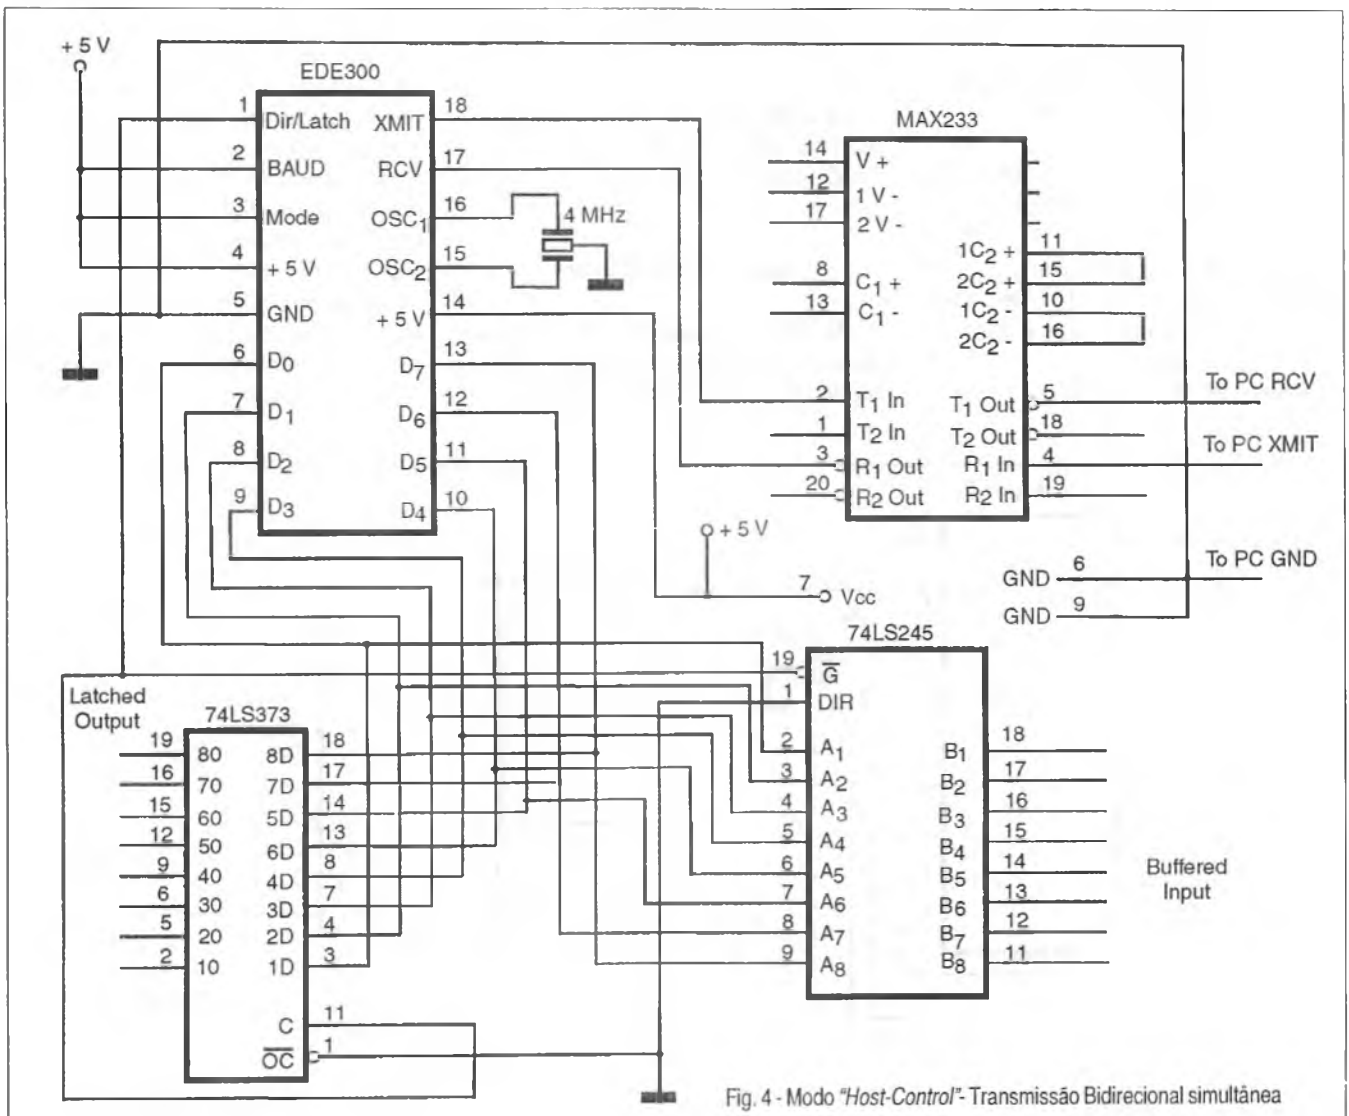 + 5 V
EDE300
1 Dir/Latch XMIT 18
2 BAUD RCV 17
3 Mode OSC1 16
4 + 5 V OSC2 15
5 GND + 5 V 14
6 D0 D7 13
7 D1 D6 12
8 D2 D5 11
9 D3 D4 10
4 MHz
MAX233
14 V +
12 1 V -
17 2 V -
1C2 + 11
8 C1 + 2C2 + 15
13 C1 - 1C2 - 10
2C2 - 16
2 T1 In T1 Out 5
1 T2 In T2 Out 18
3 R1 Out R1 In 4
20 R2 Out R2 In 19
To PC RCV
To PC XMIT
To PC GND
+ 5 V
7 Vcc
GND 6
GND 9
74LS245
19 G
1 DIR
2 A1 B1 18
3 A2 B2 17
4 A3 B3 16
5 A4 B4 15
6 A5 B5 14
7 A6 B6 13
8 A7 B7 12
9 A8 B8 11
Buffered
Input
Latched
Output
74LS373
19 80 8D 18
16 70 7D 17
15 60 5D 14
12 50 6D 13
9 40 4D 8
6 30 3D 7
5 20 2D 4
2 10 1D 3
C 11
OC 1
Fig. 4 - Modo "Host-Control"- Transmissão Bidirecional simultânea